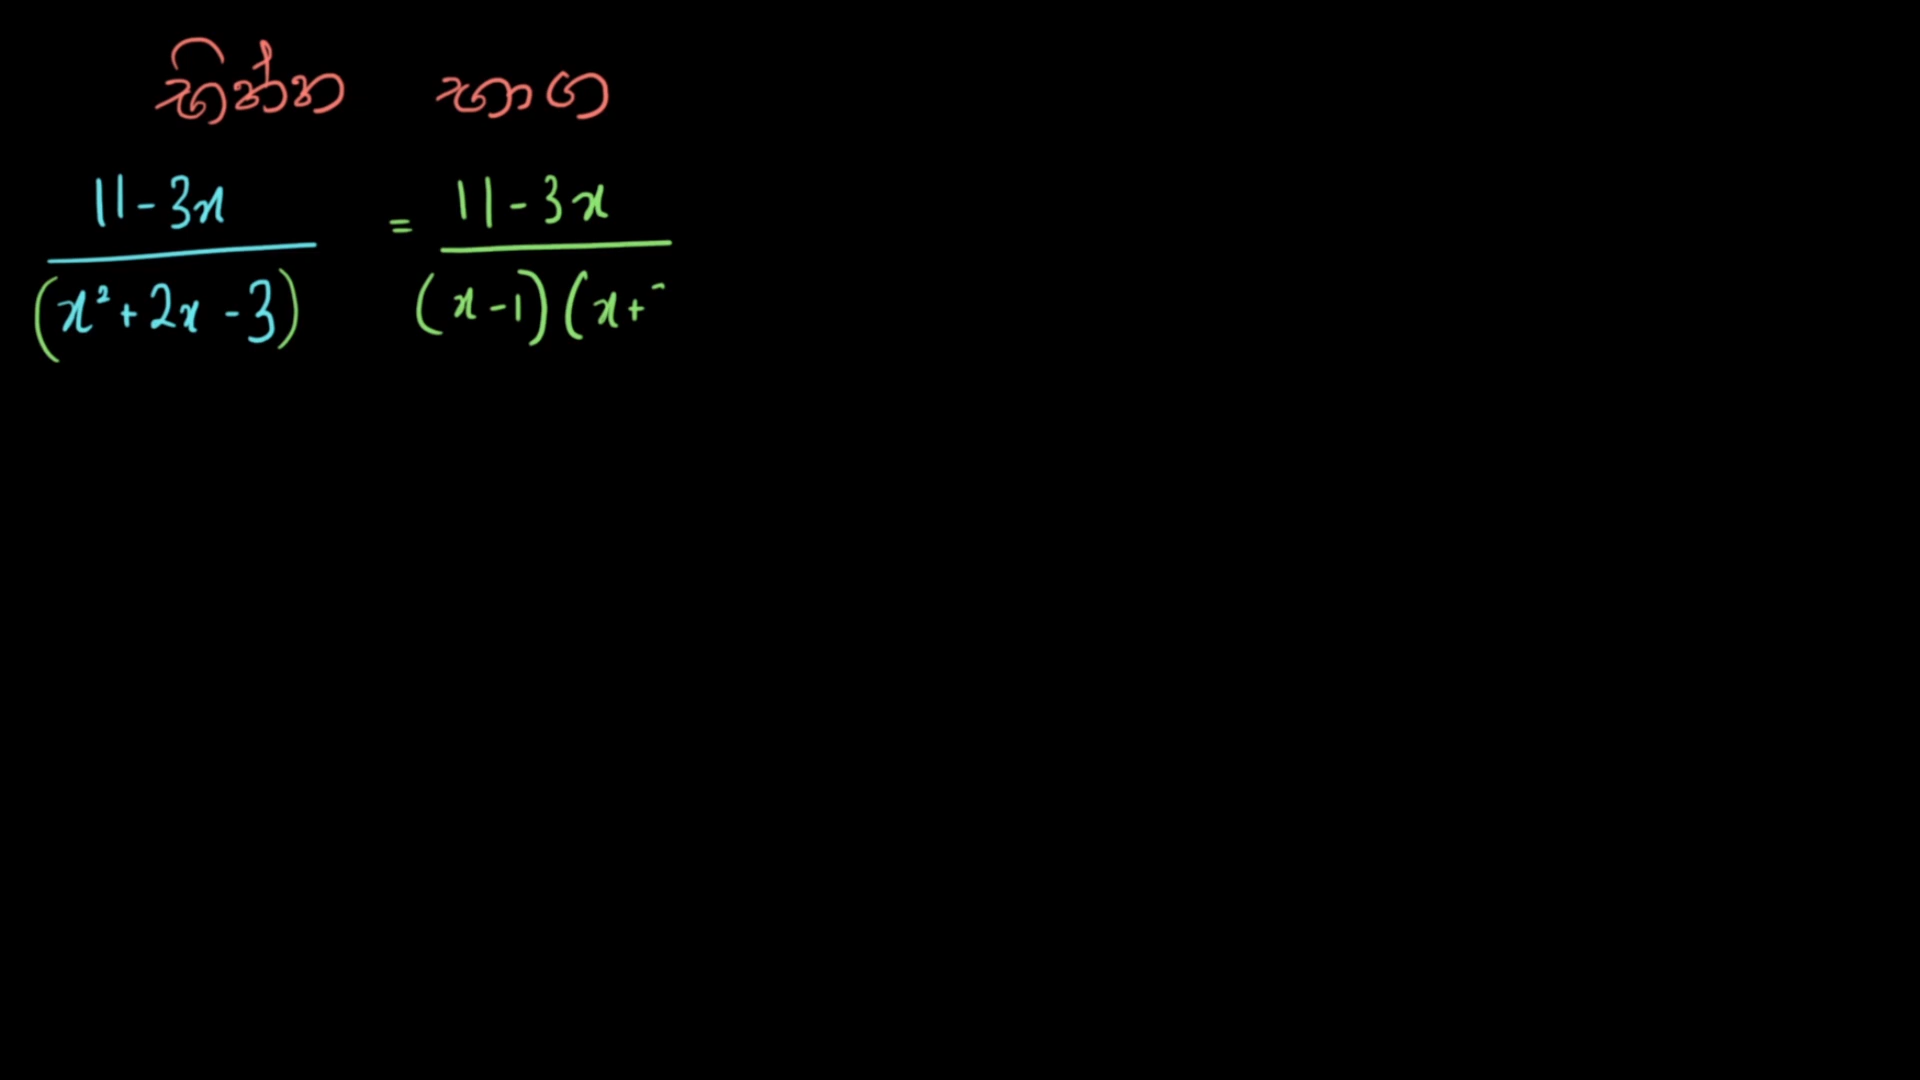 භින්න භාග
11 - 3x / (x² + 2x - 3) = 11 - 3x / (x - 1) (x +